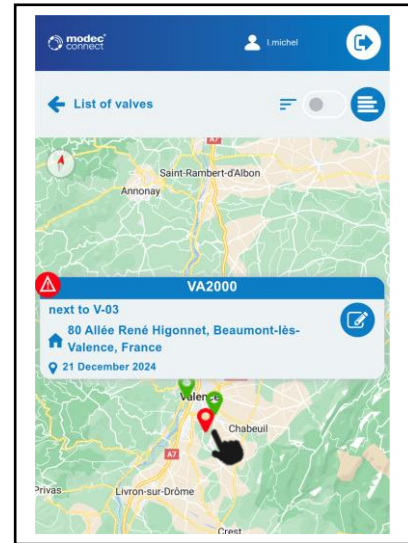 modec
connect
l.michel
List of valves
A7
Saint-Rambert-d'Albon
Annonay
VA2000
next to V-03
80 Allée René Higonnet, Beaumont-lès-
Valence, France
21 December 2024
Valence
Chabeuil
A7
Privas
Livron-sur-Drôme
Crest